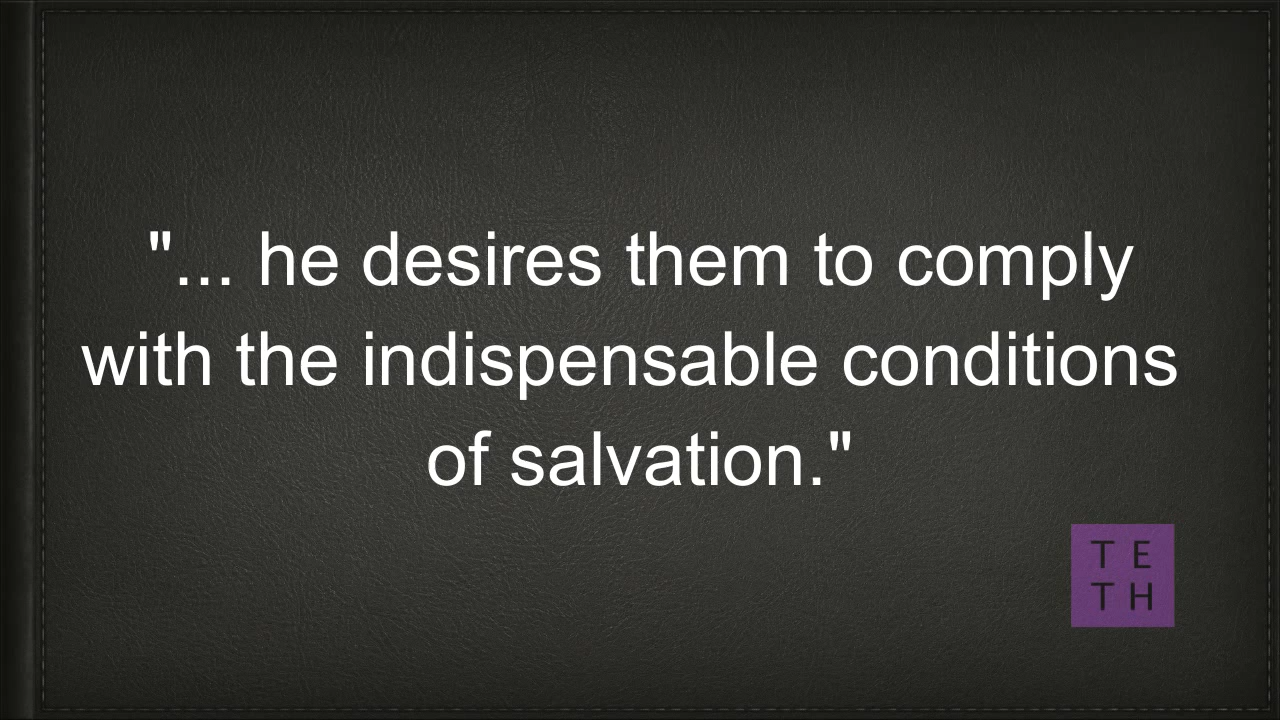 "... he desires them to comply
with the indispensable conditions
of salvation."
T E
T H